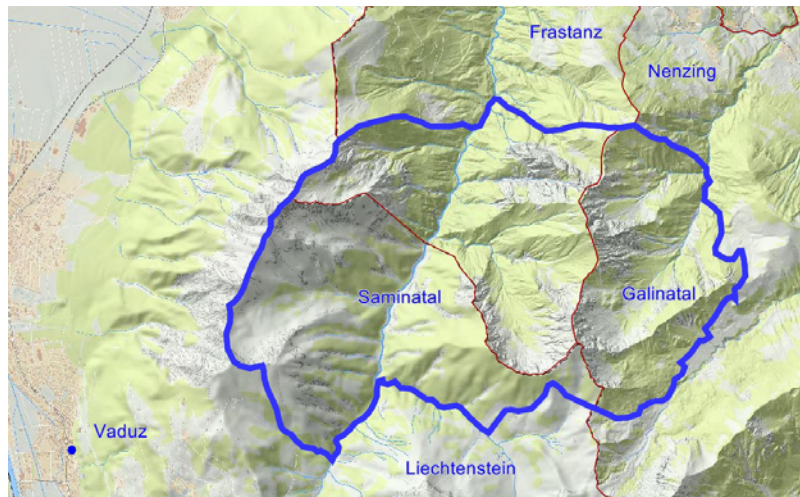 Frastanz
Nenzing
Saminatal
Galinatal
Vaduz
Liechtenstein